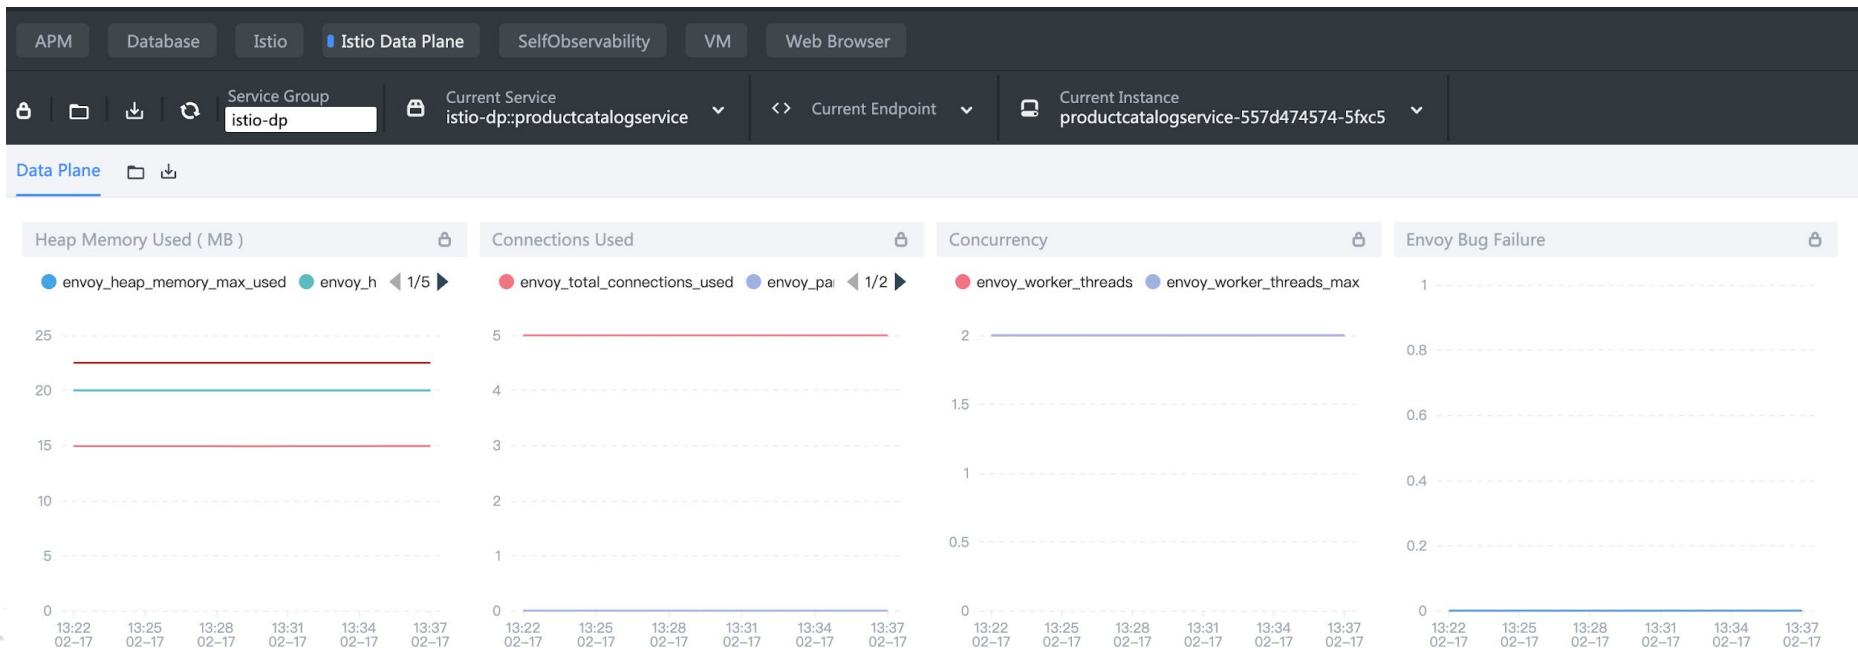 APM Database Istio Istio Data Plane SelfObservability VM Web Browser
Service Group
istio-dp
Current Service
istio-dp::productcatalogservice
Current Endpoint
Current Instance
productcatalogservice-557d474574-5fxc5
Data Plane
Heap Memory Used ( MB )
envoy_heap_memory_max_used envoy_h 1/5
25
20
15
10
5
0
13:22 13:25 13:28 13:31 13:34 13:37
02-17 02-17 02-17 02-17 02-17 02-17
Connections Used
envoy_total_connections_used envoy_pa 1/2
5
4
3
2
1
0
13:22 13:25 13:28 13:31 13:34 13:37
02-17 02-17 02-17 02-17 02-17 02-17
Concurrency
envoy_worker_threads envoy_worker_threads_max
2
1.5
1
0.5
0
13:22 13:25 13:28 13:31 13:34 13:37
02-17 02-17 02-17 02-17 02-17 02-17
Envoy Bug Failure
1
0.8
0.6
0.4
0.2
0
13:22 13:25 13:28 13:31 13:34 13:37
02-17 02-17 02-17 02-17 02-17 02-17